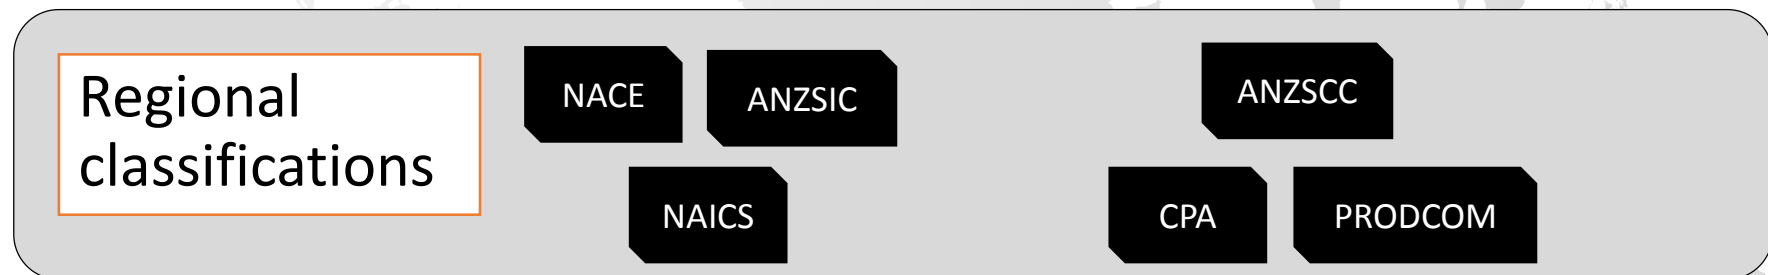 Regional
classifications
NACE
ANZSIC
NAICS
ANZSCC
CPA
PRODCOM